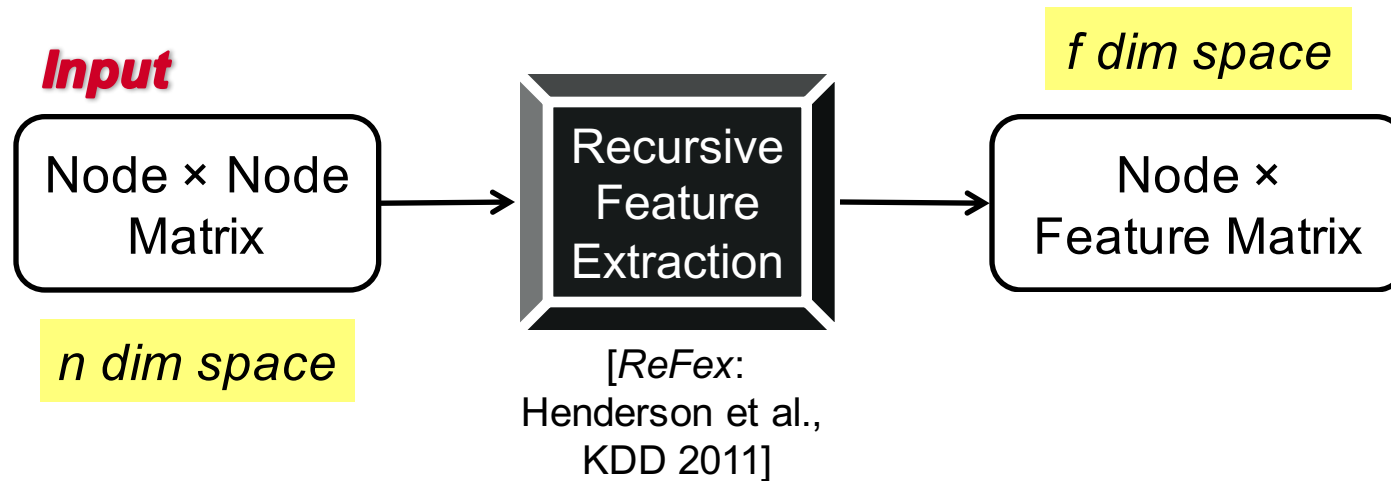 Input
Node × Node
Matrix
n dim space
Recursive
Feature
Extraction
[ReFex:
Henderson et al.,
KDD 2011]
f dim space
Node ×
Feature Matrix